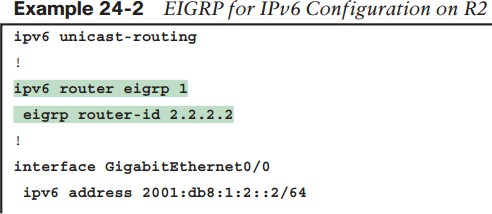 Example 24-2 EIGRP for IPv6 Configuration on R2
ipv6 unicast-routing
!
ipv6 router eigrp 1
eigrp router-id 2.2.2.2
!
interface GigabitEthernet0/0
ipv6 address 2001:db8:1:2::2/64